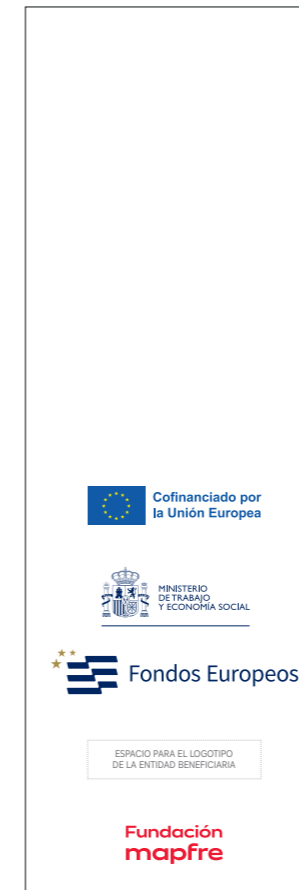 Cofinanciado por
la Unión Europea
MINISTERIO
DE TRABAJO
Y ECONOMÍA SOCIAL
Fondos Europeos
ESPACIO PARA EL LOGOTIPO
DE LA ENTIDAD BENEFICIARIA
Fundación
mapfre